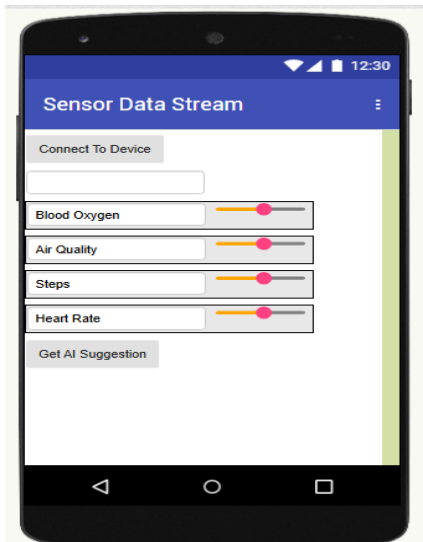 12:30
Sensor Data Stream
Connect To Device
Blood Oxygen
Air Quality
Steps
Heart Rate
Get AI Suggestion